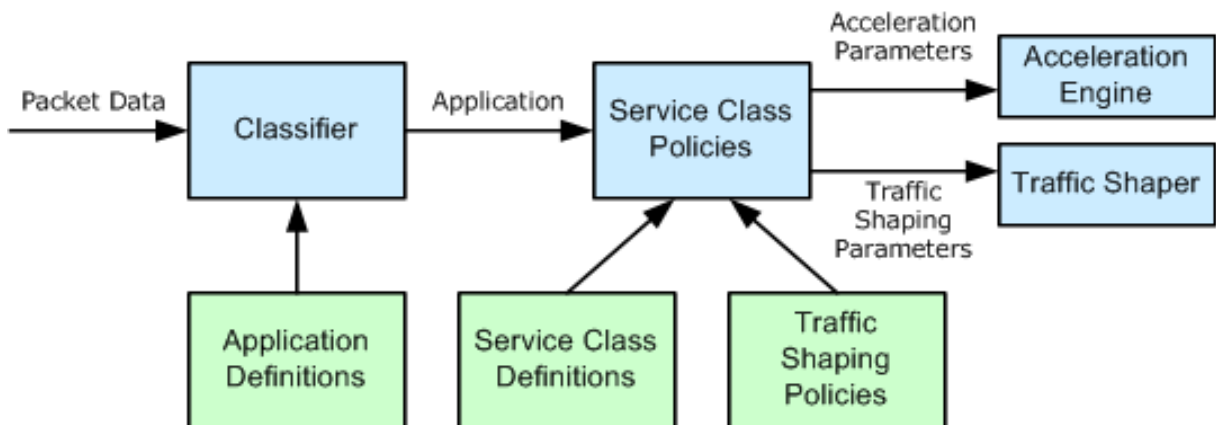 Packet Data
Classifier
Application
Service Class
Policies
Acceleration
Parameters
Acceleration
Engine
Traffic Shaper
Traffic
Shaping
Parameters
Application
Definitions
Service Class
Definitions
Traffic
Shaping
Policies